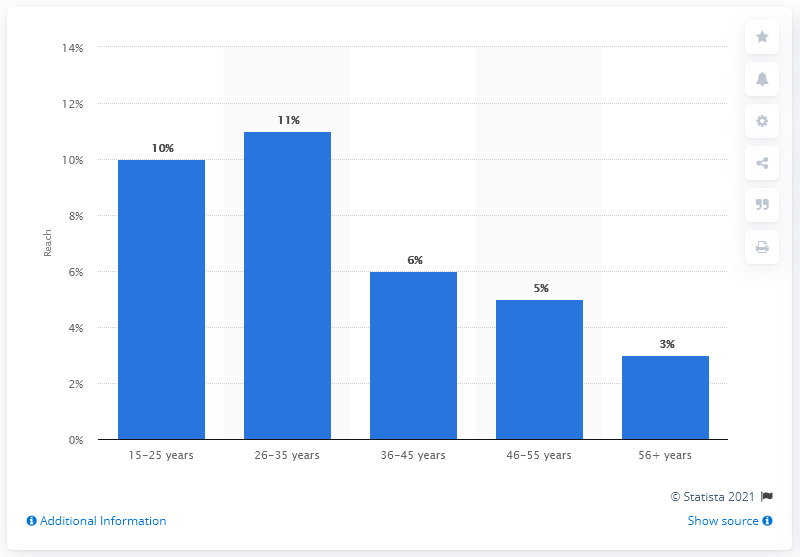 14%
12%
10%
8%
6%
4%
2%
0%
Reach
10%
11%
6%
5%
3%
15-25 years
26-35 years
36-45 years
46-55 years
56+ years
© Statista 2021
Additional Information
Show source